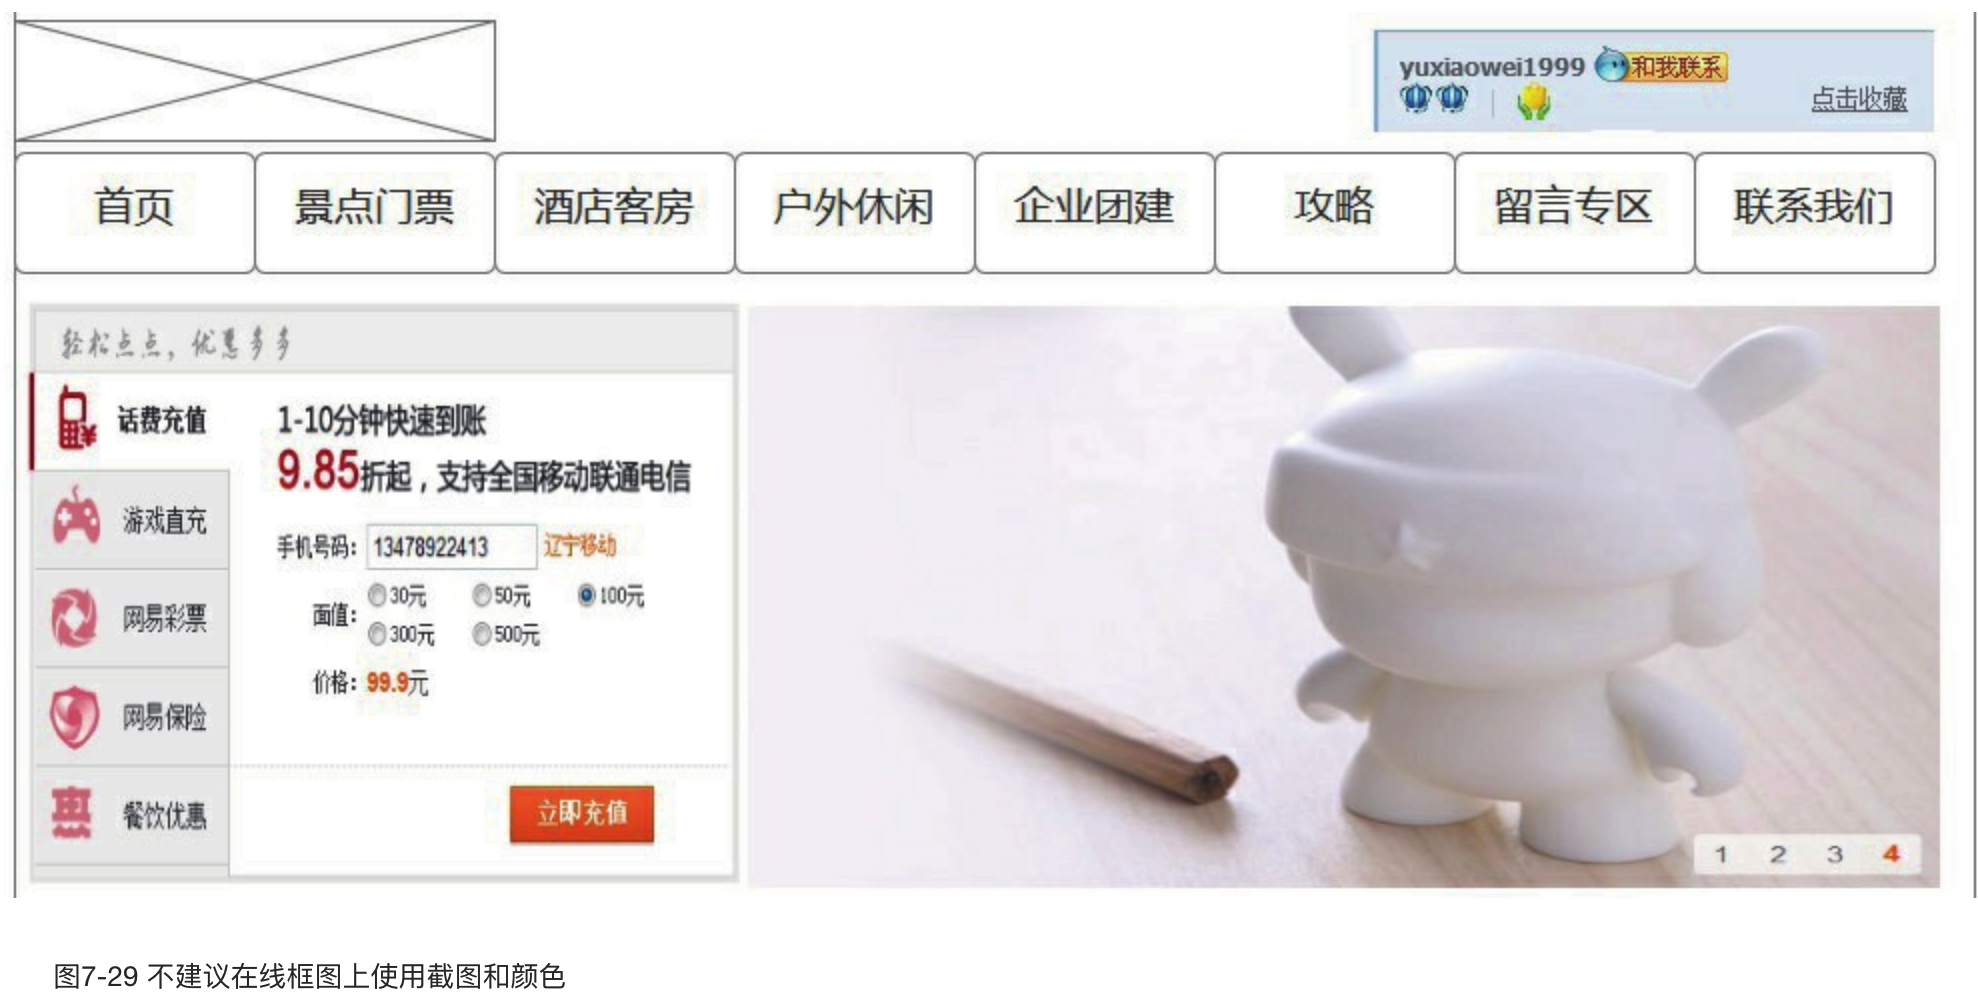 yuxiaowei1999 和我联系
点击收藏
首页 景点门票 酒店客房 户外休闲 企业团建 攻略 留言专区 联系我们
轻松点点，优惠多多
话费充值
游戏直充
网易彩票
网易保险
餐饮优惠
1-10分钟快速到账
9.85折起，支持全国移动联通电信
手机号码： 13478922413 辽宁移动
面值： 30元 50元 100元
300元 500元
价格：99.9元
立即充值
1 2 3 4
图7-29 不建议在线框图上使用截图和颜色